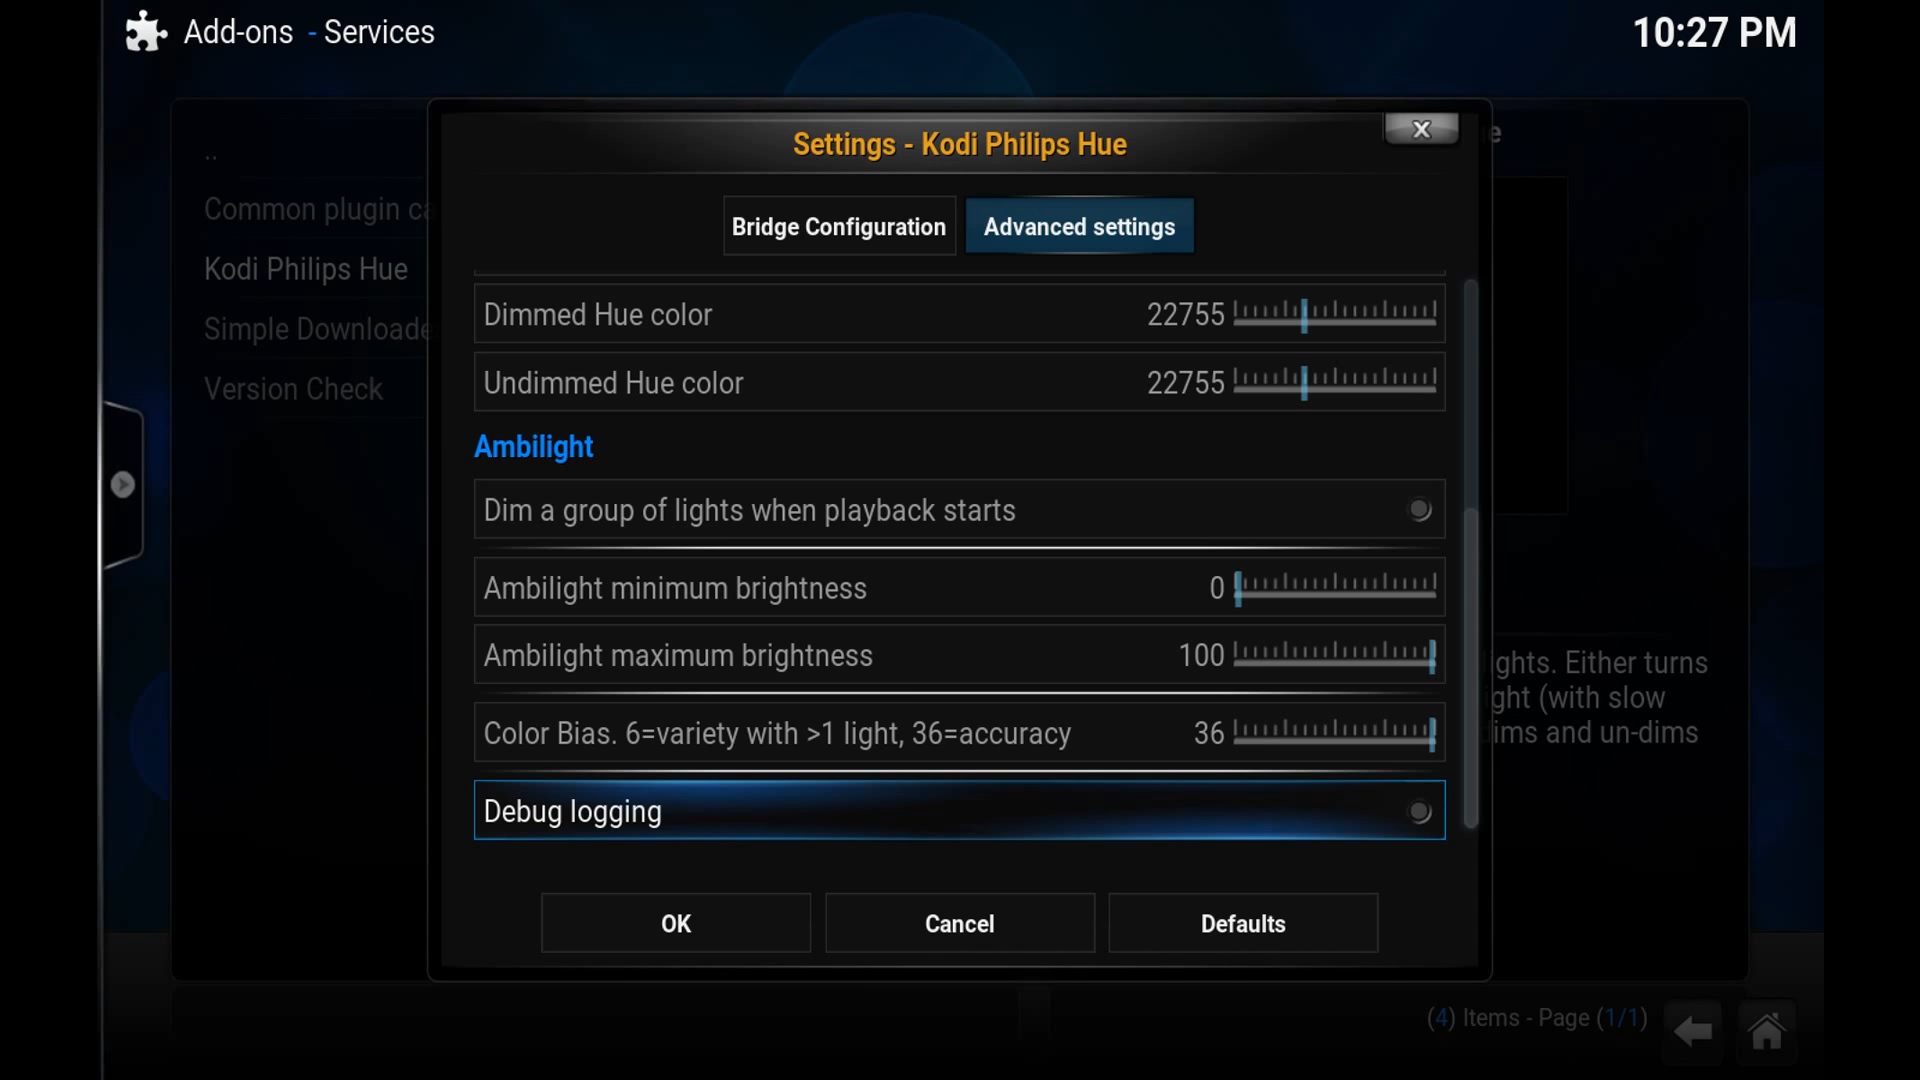 Add-ons - Services
10:27 PM
Settings - Kodi Philips Hue
x
e
..
Bridge Configuration
Advanced settings
Common plugin ca
Kodi Philips Hue
Simple Downloade
Version Check
Dimmed Hue color 22755
Undimmed Hue color 22755
Ambilight
Dim a group of lights when playback starts
Ambilight minimum brightness 0
Ambilight maximum brightness 100
Color Bias. 6=variety with >1 light, 36=accuracy 36
Debug logging
ights. Either turns
ight (with slow
ims and un-dims
OK
Cancel
Defaults
(4) Items - Page (1/1)